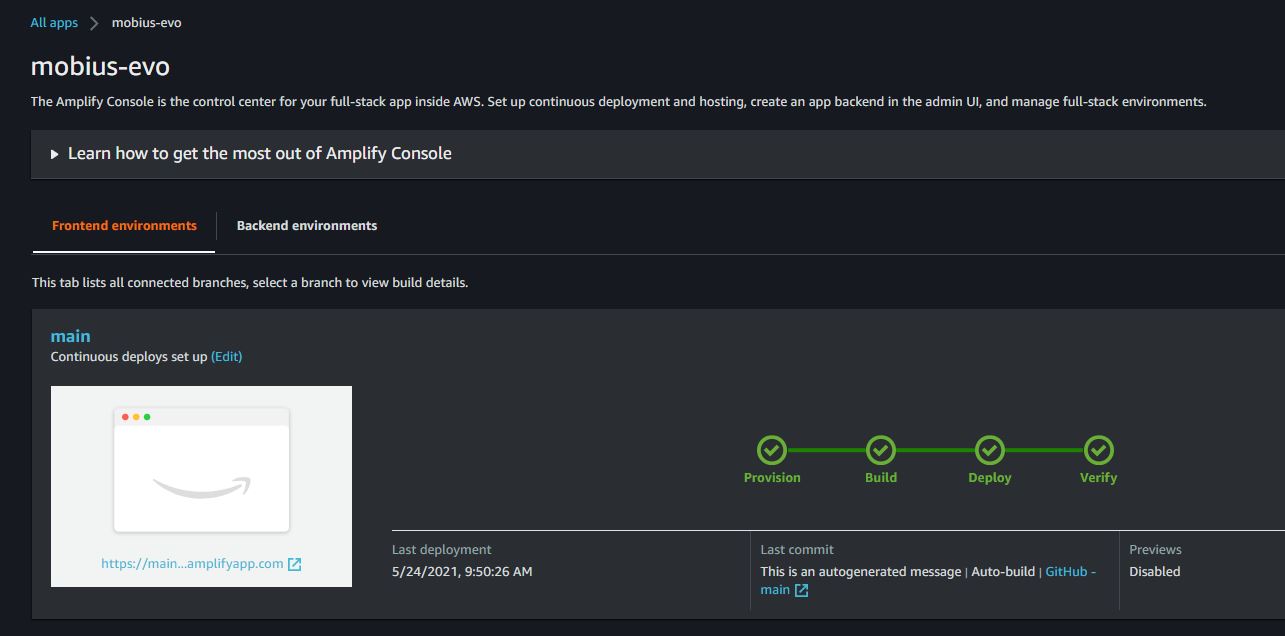 All apps > mobius-evo
mobius-evo
The Amplify Console is the control center for your full-stack app inside AWS. Set up continuous deployment and hosting, create an app backend in the admin UI, and manage full-stack environments.
Learn how to get the most out of Amplify Console
Frontend environments
Backend environments
This tab lists all connected branches, select a branch to view build details.
main
Continuous deploys set up (Edit)
Provision
Build
Deploy
Verify
https://main...amplifyapp.com
Last deployment
5/24/2021, 9:50:26 AM
Last commit
This is an autogenerated message | Auto-build | GitHub -
main
Previews
Disabled